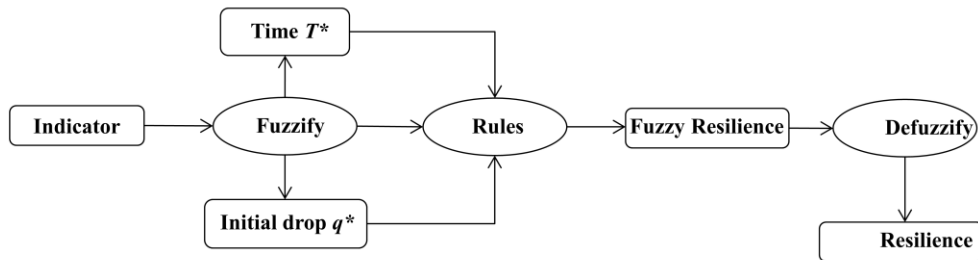 Time T*
Indicator
Fuzzify
Rules
Fuzzy Resilience
Defuzzify
Initial drop q*
Resilience